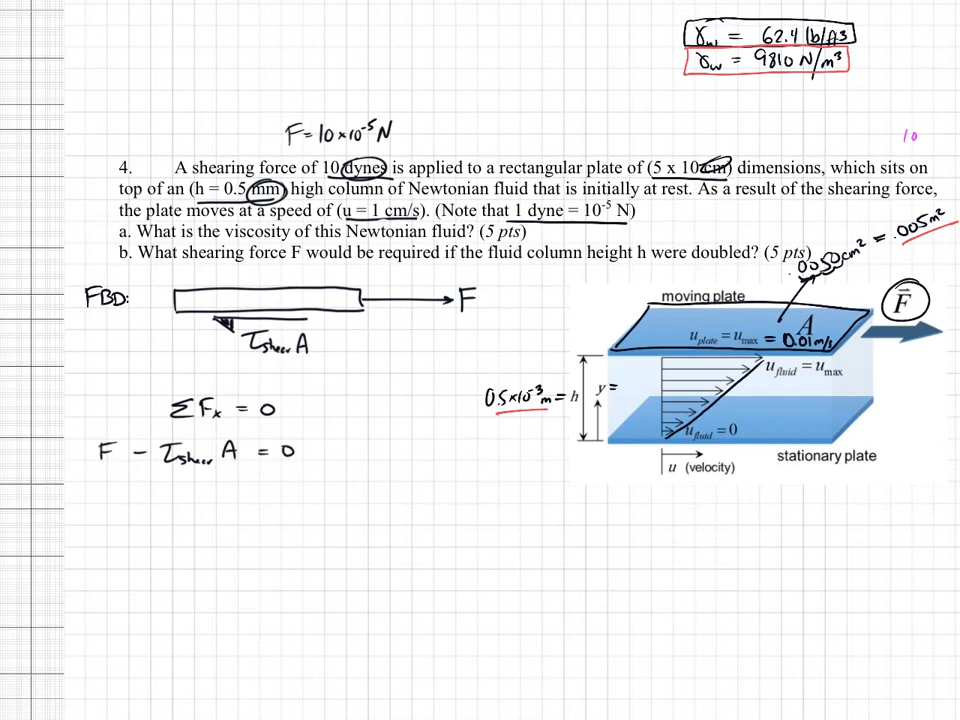 γw = 62.4 lb/ft3
γw = 9810 N/m³
F = 10×10⁻⁵ N
10
4. A shearing force of 10 dynes is applied to a rectangular plate of (5 x 10 cm) dimensions, which sits on
top of an (h = 0.5 mm) high column of Newtonian fluid that is initially at rest. As a result of the shearing force,
the plate moves at a speed of (u = 1 cm/s). (Note that 1 dyne = 10⁻⁵ N)
a. What is the viscosity of this Newtonian fluid? (5 pts)
b. What shearing force F would be required if the fluid column height h were doubled? (5 pts)
.0050cm² = .005m²
FBD:
F
τshear A
moving plate
F
A
uplate = umax = 0.01 m/s
ufluid = umax
0.5×10⁻³m = h
y =
ufluid = 0
u (velocity)
stationary plate
ΣFx = 0
F − τshear A = 0